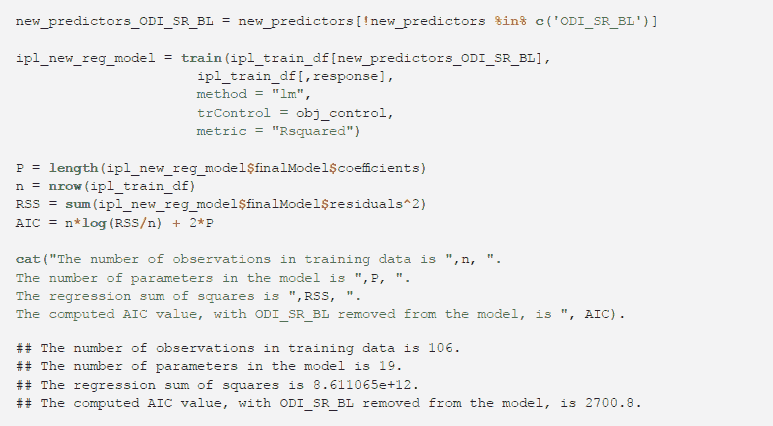 new_predictors_ODI_SR_BL = new_predictors[!new_predictors %in% c('ODI_SR_BL')]
ipl_new_reg_model = train(ipl_train_df[new_predictors_ODI_SR_BL],
ipl_train_df[,response],
method = "lm",
trControl = obj_control,
metric = "Rsquared")
P = length(ipl_new_reg_model$finalModel$coefficients)
n = nrow(ipl_train_df)
RSS = sum(ipl_new_reg_model$finalModel$residuals^2)
AIC = n*log(RSS/n) + 2*P
cat("The number of observations in training data is ",n, ".
The number of parameters in the model is ",P, ".
The regression sum of squares is ",RSS, ".
The computed AIC value, with ODI_SR_BL removed from the model, is ", AIC).
## The number of observations in training data is 106.
## The number of parameters in the model is 19.
## The regression sum of squares is 8.611065e+12.
## The computed AIC value, with ODI_SR_BL removed from the model, is 2700.8.